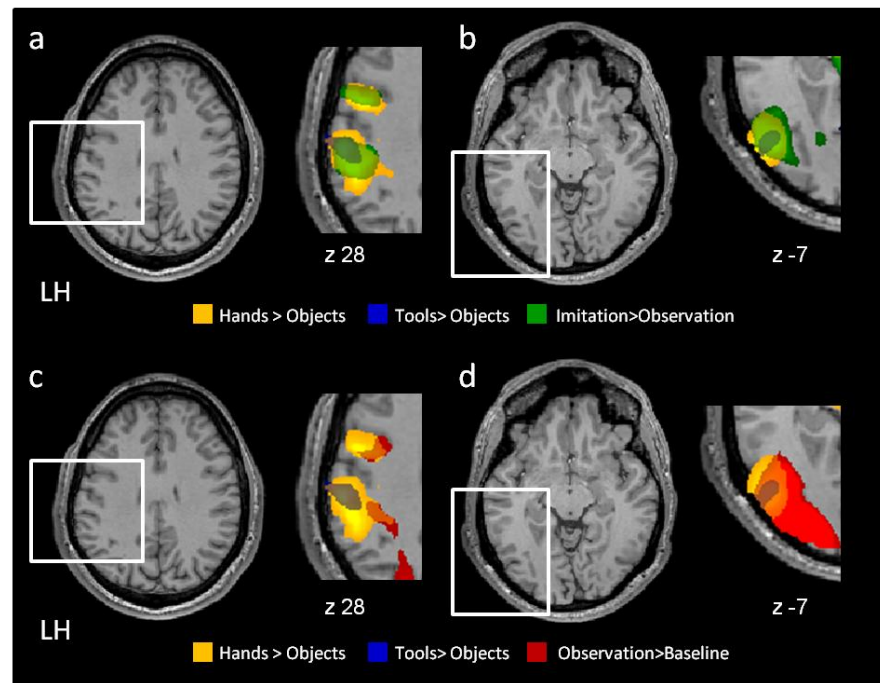 a
b
z 28
z -7
LH
Hands > Objects
Tools> Objects
Imitation>Observation
c
d
z 28
z -7
LH
Hands > Objects
Tools> Objects
Observation>Baseline